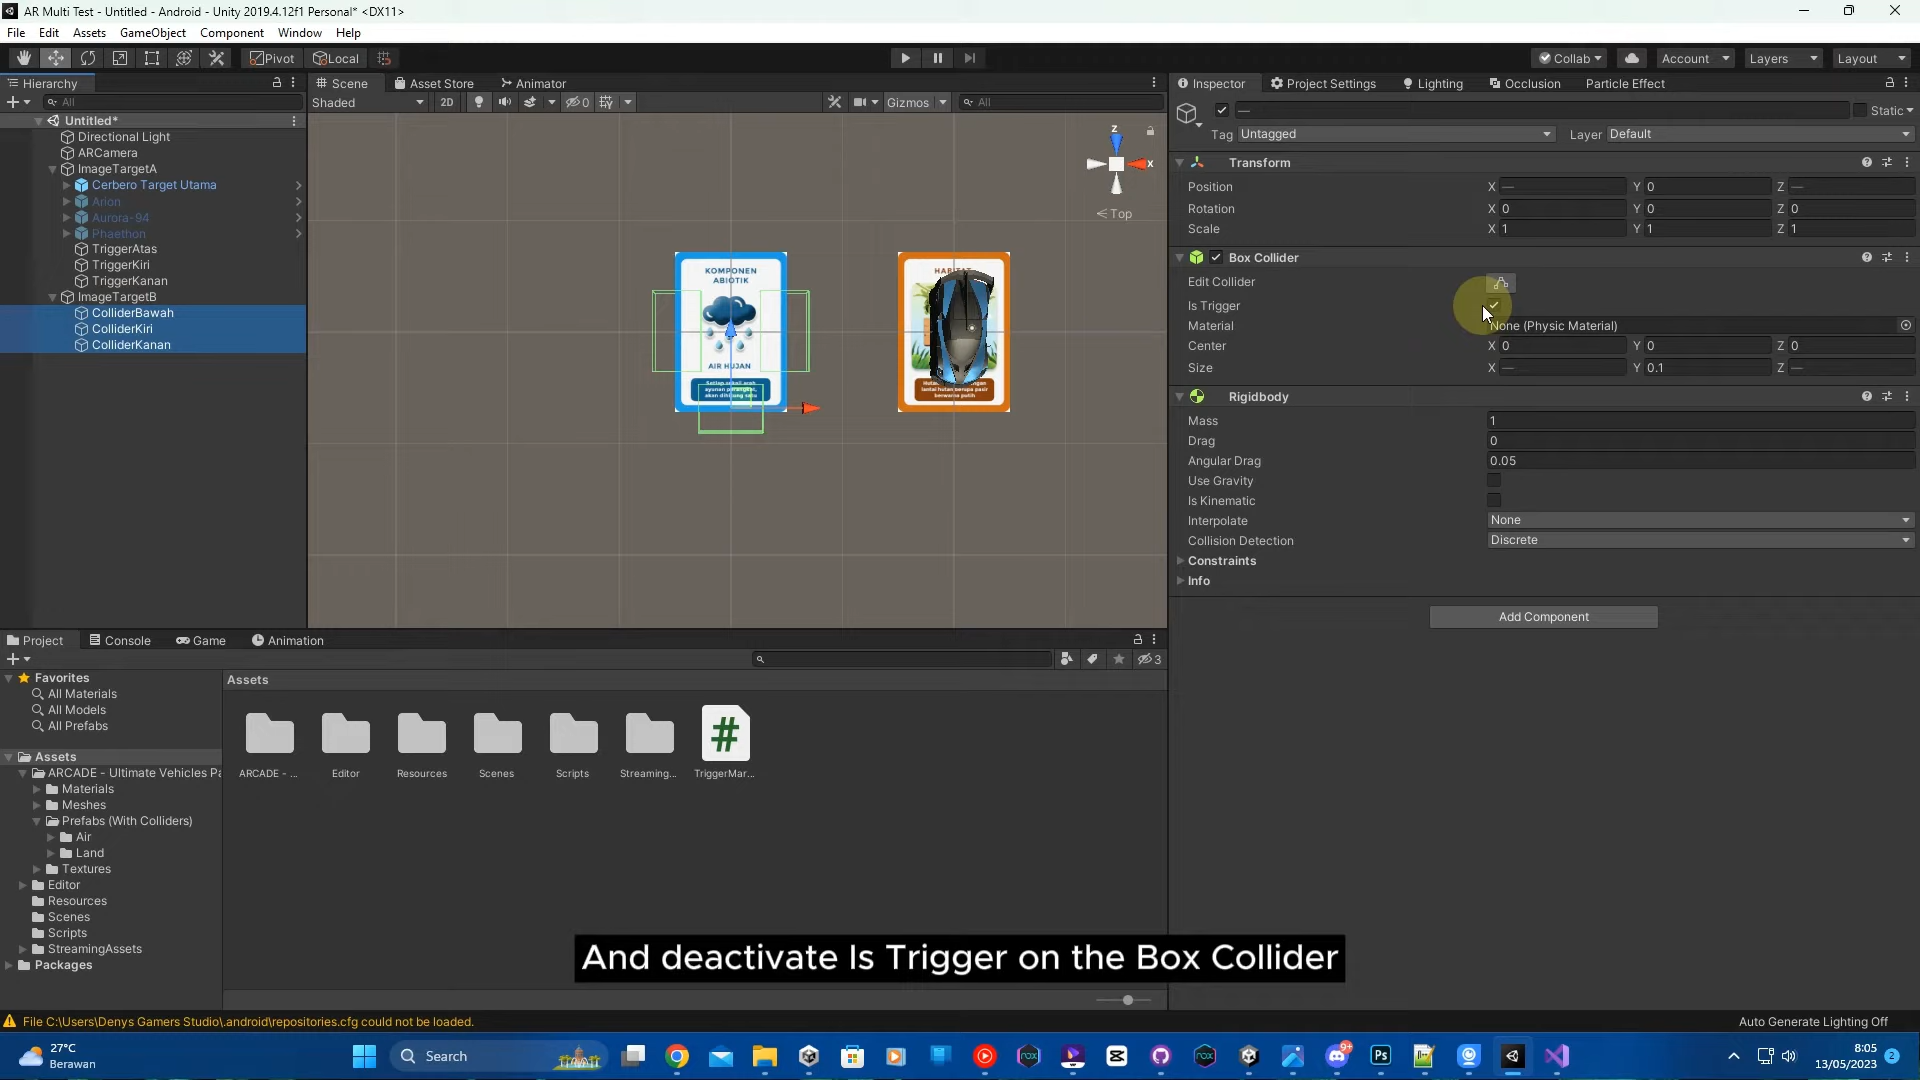 AR Multi Test - Untitled - Android - Unity 2019.4.12f1 Personal* <DX11>
File Edit Assets GameObject Component Window Help
Pivot Local Collab Account Layers Layout
Hierarchy
All
Untitled*
Directional Light
ARCamera
ImageTargetA
Cerbero Target Utama
Arion
Aurora-94
Phaethon
TriggerAtas
TriggerKiri
TriggerKanan
ImageTargetB
ColliderBawah
ColliderKiri
ColliderKanan
Scene Asset Store Animator
Shaded 2D 0 Gizmos All
z
x
Top
KOMPONEN
ABIOTIK
AIR HUJAN
Inspector Project Settings Lighting Occlusion Particle Effect
— Static
Tag Untagged Layer Default
Transform
Position X — Y 0 Z —
Rotation X 0 Y 0 Z 0
Scale X 1 Y 1 Z 1
Box Collider
Edit Collider
Is Trigger
Material None (Physic Material)
Center X 0 Y 0 Z 0
Size X — Y 0.1 Z —
Rigidbody
Mass 1
Drag 0
Angular Drag 0.05
Use Gravity
Is Kinematic
Interpolate None
Collision Detection Discrete
Constraints
Info
Add Component
Project Console Game Animation
3
Favorites
All Materials
All Models
All Prefabs
Assets
ARCADE - Ultimate Vehicles Pa
Materials
Meshes
Prefabs (With Colliders)
Air
Land
Textures
Editor
Resources
Scenes
Scripts
StreamingAssets
Packages
Assets
ARCADE - ... Editor Resources Scenes Scripts Streaming... TriggerMar...
And deactivate Is Trigger on the Box Collider
File C:\Users\Denys Gamers Studio\.android\repositories.cfg could not be loaded.
Auto Generate Lighting Off
27°C
Berawan
Search
9+
Ps
8:05
13/05/2023
2